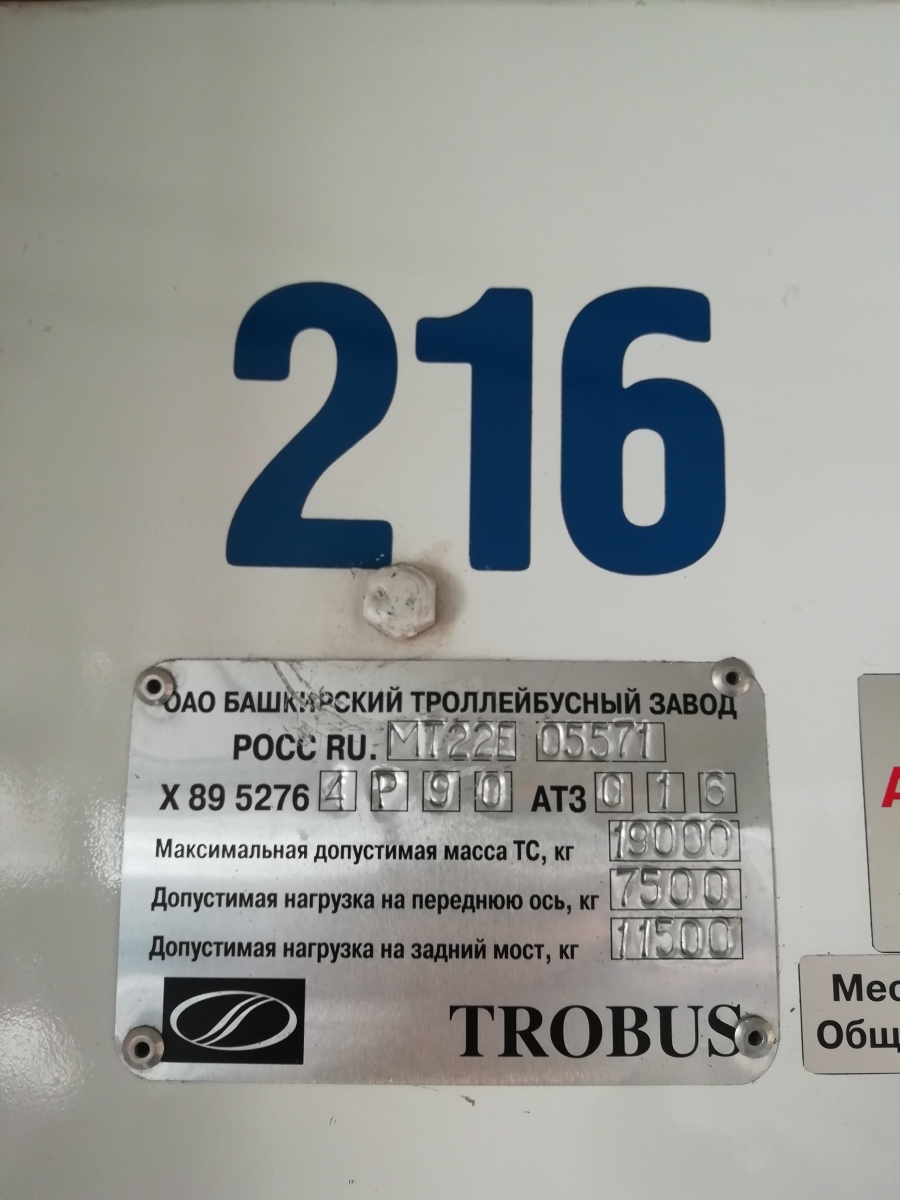 216
ОАО БАШКИРСКИЙ ТРОЛЛЕЙБУСНЫЙ ЗАВОД
РОСС RU. МТ22Е 05571
X 89 5276 4 P 9 0 АТЗ 0 1 6
Максимальная допустимая масса ТС, кг 19000
Допустимая нагрузка на переднюю ось, кг 7500
Допустимая нагрузка на задний мост, кг 11500
TROBUS